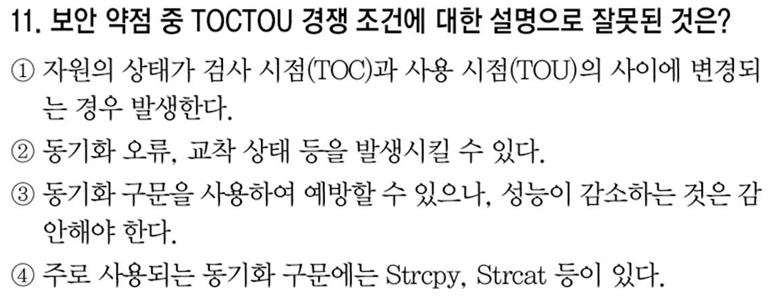 11. 보안 약점 중 TOCTOU 경쟁 조건에 대한 설명으로 잘못된 것은?
① 자원의 상태가 검사 시점(TOC)과 사용 시점(TOU)의 사이에 변경되
는 경우 발생한다.
② 동기화 오류, 교착 상태 등을 발생시킬 수 있다.
③ 동기화 구문을 사용하여 예방할 수 있으나, 성능이 감소하는 것은 감
안해야 한다.
④ 주로 사용되는 동기화 구문에는 Strcpy, Strcat 등이 있다.